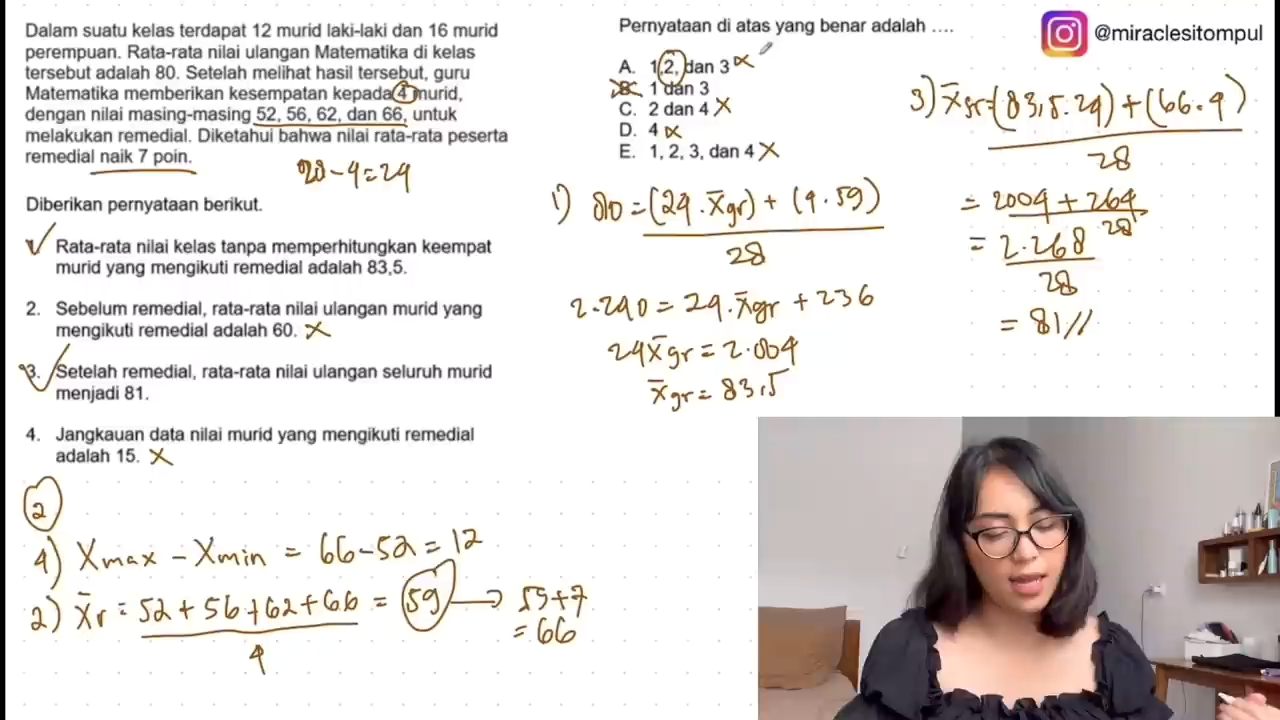 Dalam suatu kelas terdapat 12 murid laki-laki dan 16 murid
perempuan. Rata-rata nilai ulangan Matematika di kelas
tersebut adalah 80. Setelah melihat hasil tersebut, guru
Matematika memberikan kesempatan kepada 4 murid,
dengan nilai masing-masing 52, 56, 62, dan 66, untuk
melakukan remedial. Diketahui bahwa nilai rata-rata peserta
remedial naik 7 poin.
28-4=24
Diberikan pernyataan berikut.
1. Rata-rata nilai kelas tanpa memperhitungkan keempat
murid yang mengikuti remedial adalah 83,5.
2. Sebelum remedial, rata-rata nilai ulangan murid yang
mengikuti remedial adalah 60. X
3. Setelah remedial, rata-rata nilai ulangan seluruh murid
menjadi 81.
4. Jangkauan data nilai murid yang mengikuti remedial
adalah 15. X
2
4) Xmax - Xmin = 66-52 = 12
2) X̄r = 52+56+62+66 = 59 → 59+7
4
= 66
Pernyataan di atas yang benar adalah ....
A. 1, 2, dan 3 X
B. 1 dan 3
C. 2 dan 4 X
D. 4 X
E. 1, 2, 3, dan 4 X
1) 80 = (24.X̄gr) + (4.59)
28
2.240 = 24.X̄gr + 236
24X̄gr = 2.004
X̄gr = 83,5
@miraclesitompul
3) X̄gr = (83,5.24) + (66.4)
28
= 2004 + 264
28
= 2.268
28
= 81//